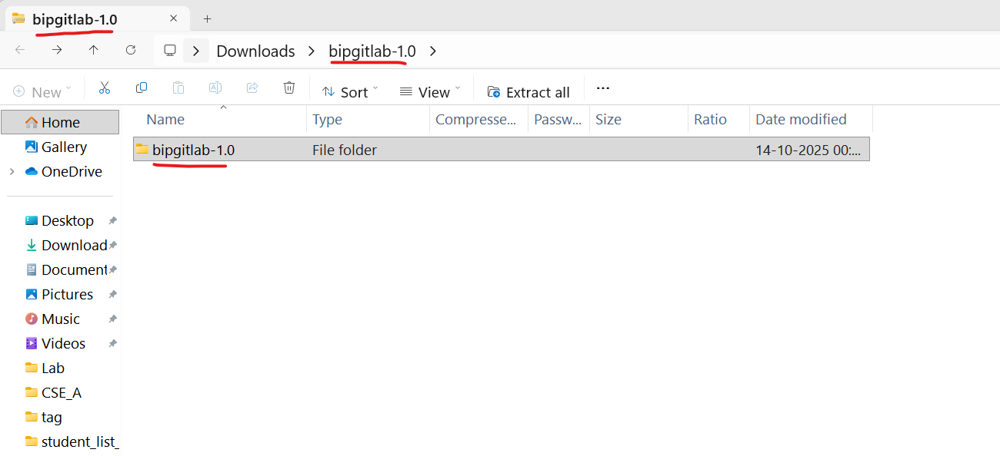 bipgitlab-1.0
Downloads bipgitlab-1.0
New Sort View Extract all ...
Name Type Compresse... Passw... Size Ratio Date modified
bipgitlab-1.0 File folder 14-10-2025 00:...
Home
Gallery
OneDrive
Desktop
Download
Document
Pictures
Music
Videos
Lab
CSE_A
tag
student_list_